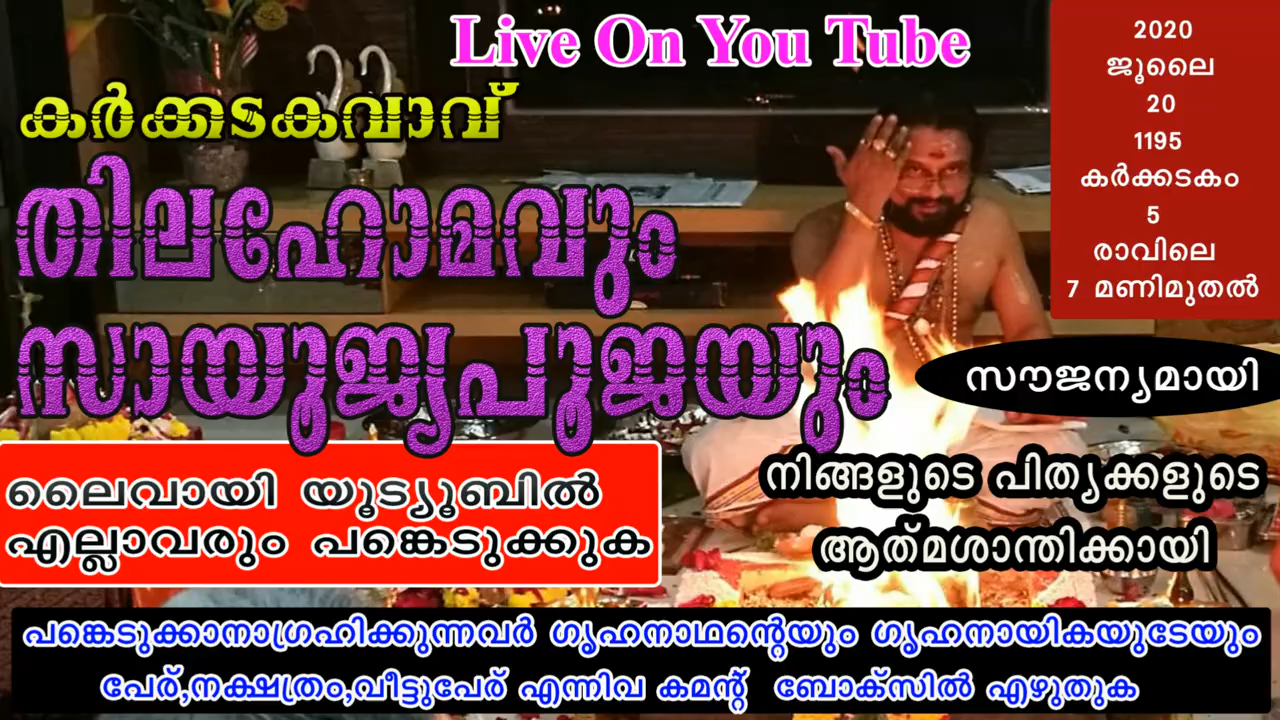 Live On You Tube
കർക്കടകവാവ്
തിലഹോമവും
സായൂജ്യപൂജയും
2020
ജൂലൈ
20
1195
കർക്കടകം
5
രാവിലെ
7 മണിമുതൽ
സൗജന്യമായി
ലൈവായി യൂട്യൂബിൽ
എല്ലാവരും പങ്കെടുക്കുക
നിങ്ങളുടെ പിത്യക്കളുടെ
ആത്മശാന്തിക്കായി
പങ്കെടുക്കാനാഗ്രഹിക്കുന്നവർ ഗൃഹനാഥന്റെയും ഗൃഹനായികയുടേയും
പേര്,നക്ഷത്രം,വീട്ടുപേര് എന്നിവ കമന്റ് ബോക്സിൽ എഴുതുക